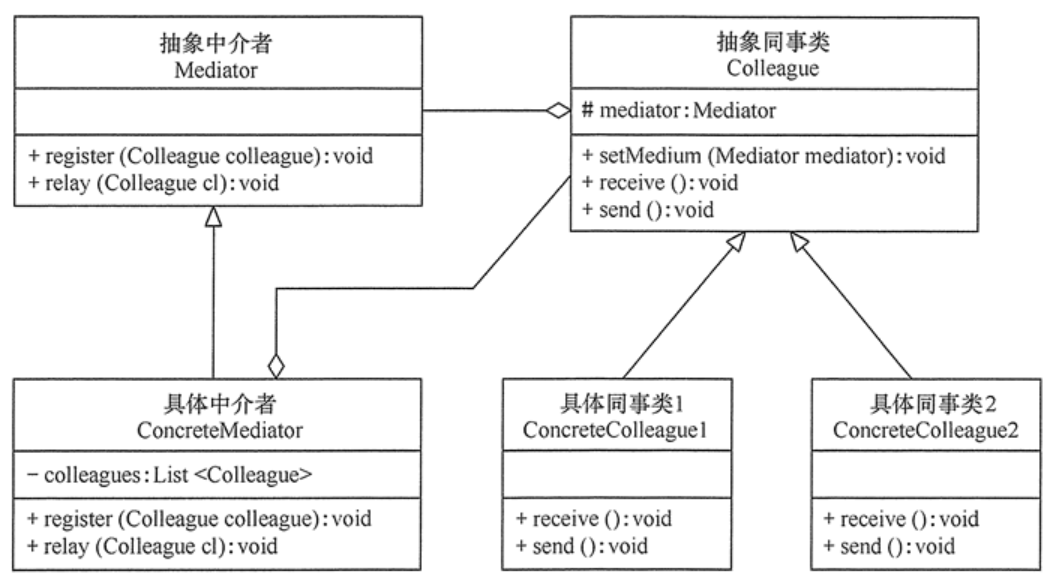 抽象中介者
Mediator
+ register (Colleague colleague):void
+ relay (Colleague cl):void
抽象同事类
Colleague
# mediator:Mediator
+ setMedium (Mediator mediator):void
+ receive ():void
+ send ():void
具体中介者
ConcreteMediator
− colleagues:List <Colleague>
+ register (Colleague colleague):void
+ relay (Colleague cl):void
具体同事类1
ConcreteColleague1
+ receive ():void
+ send ():void
具体同事类2
ConcreteColleague2
+ receive ():void
+ send ():void